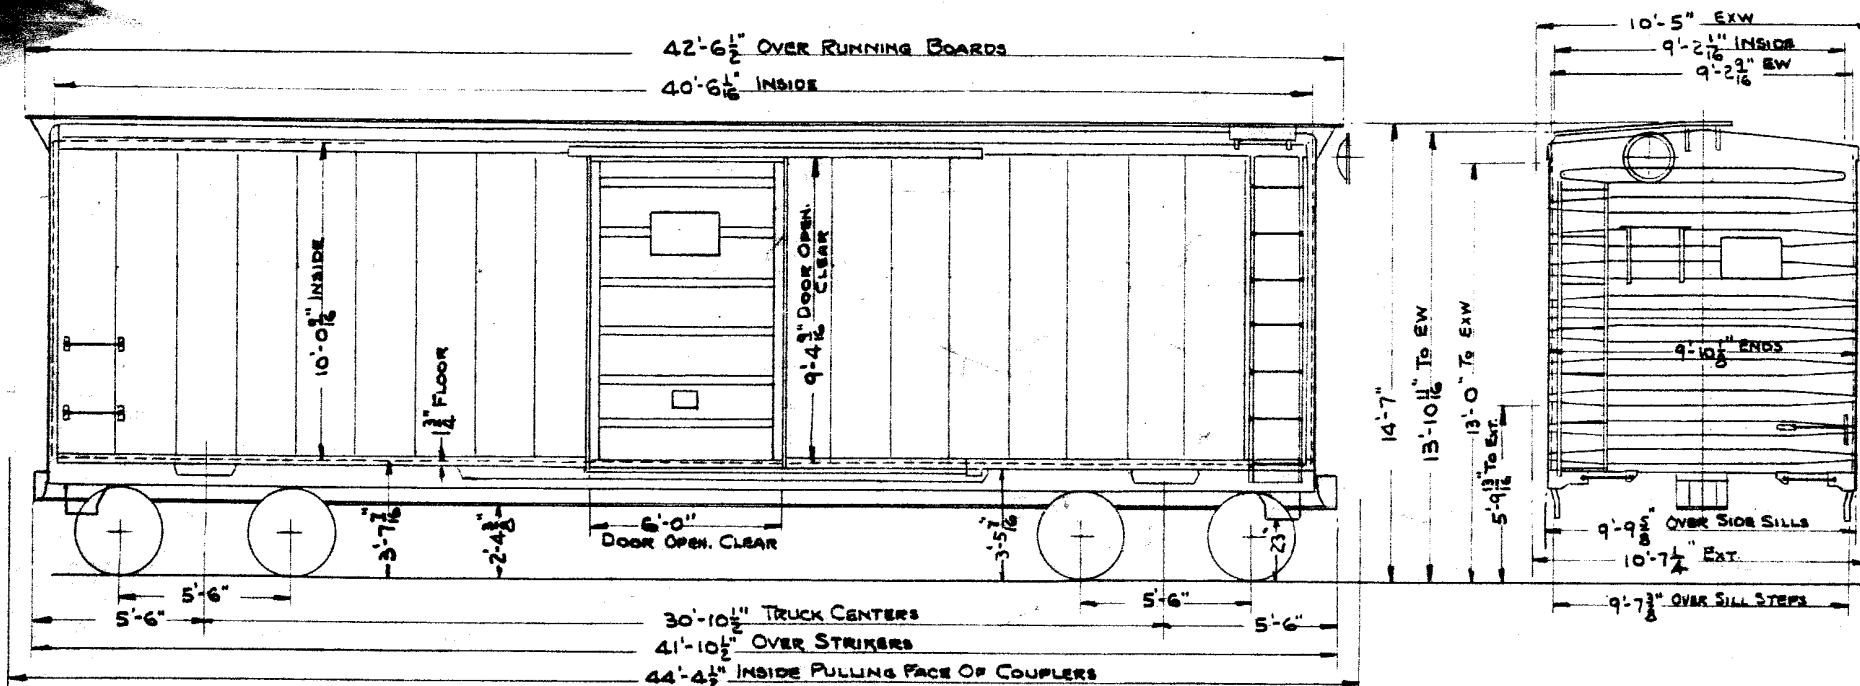 42'-6½" OVER RUNNING BOARDS
40'-6 1/16" INSIDE
10'-0 9/16" INSIDE
1¾" FLOOR
9'-4 9/16" DOOR OPEN.
CLEAR
3'-7 7/16"
2'-4⅜"
6'-0"
DOOR OPEN. CLEAR
3'-5 7/16"
23"
5'-6"
5'-6"
5'-6"
30'-10½" TRUCK CENTERS
5'-6"
41'-10½" OVER STRIKERS
44'-4½" INSIDE PULLING FACE OF COUPLERS
14'-7"
13'-10 11/16" TO EW
13'-0" TO EXW
5'-9 13/16" TO EXT.
10'-5" EXW
9'-2 1/16" INSIDE
9'-2 9/16" EW
9'-10⅛" ENDS
9'-9⅜" OVER SIDE SILLS
10'-7¼" EXT.
9'-7⅜" OVER SILL STEPS